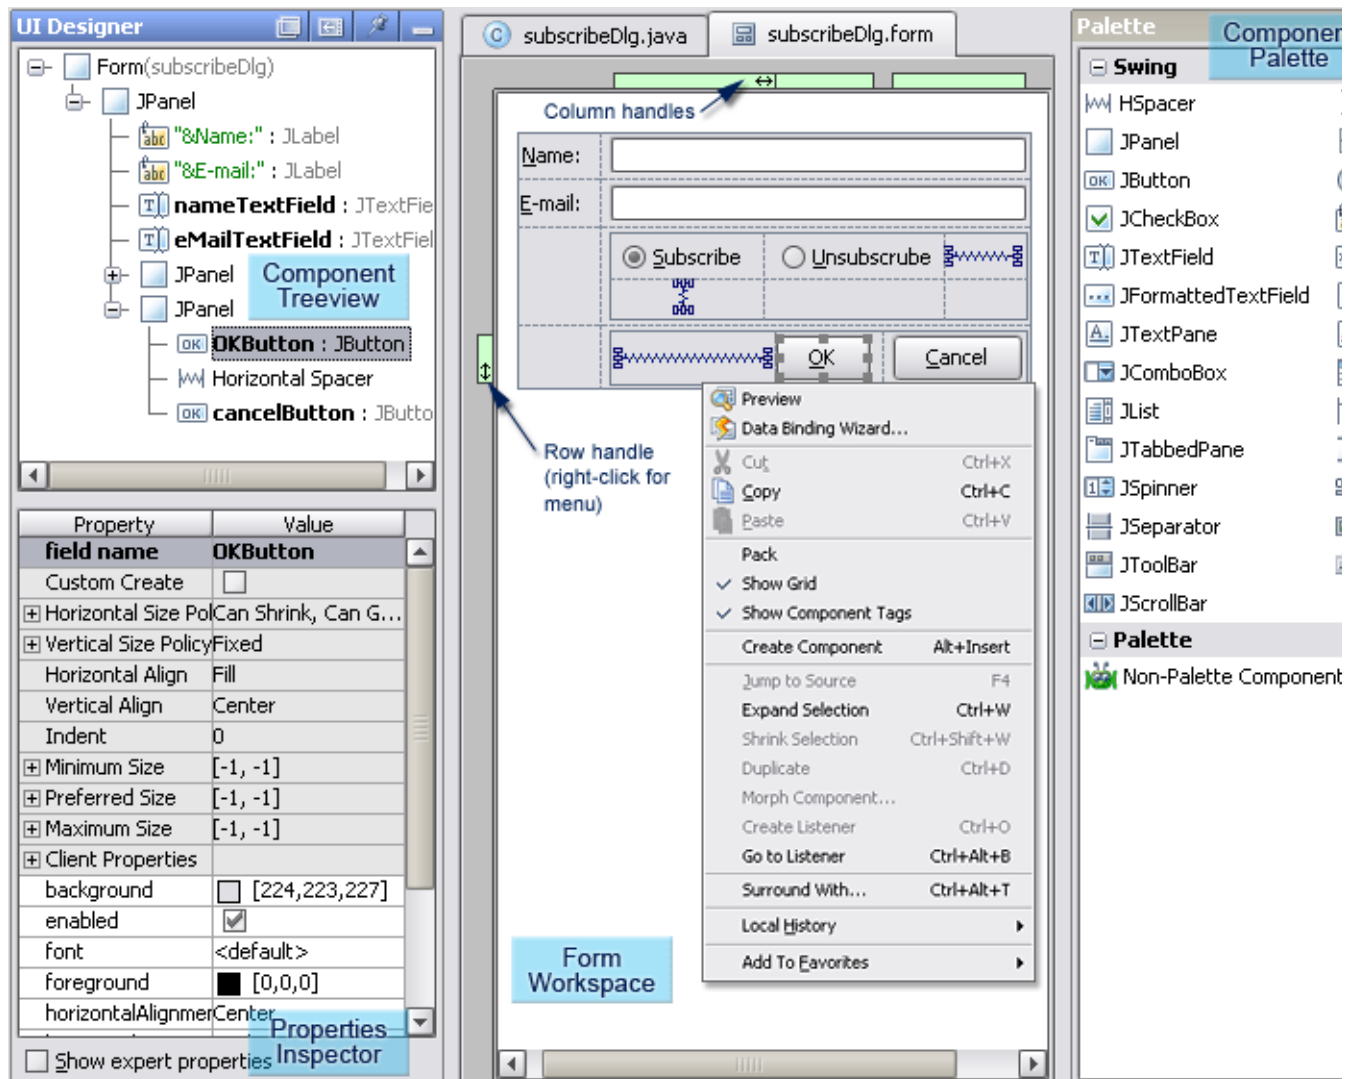 UI Designer
Form(subscribeDlg)
JPanel
"&Name:" : JLabel
"&E-mail:" : JLabel
nameTextField : JTextFie
eMailTextField : JTextFiel
JPanel
JPanel
OKButton : JButton
Horizontal Spacer
cancelButton : JButto
Component
Treeview
Property Value
field name OKButton
Custom Create
Horizontal Size Pol Can Shrink, Can G...
Vertical Size Policy Fixed
Horizontal Align Fill
Vertical Align Center
Indent 0
Minimum Size [-1, -1]
Preferred Size [-1, -1]
Maximum Size [-1, -1]
Client Properties
background [224,223,227]
enabled
font <default>
foreground [0,0,0]
horizontalAlignmer Center
Show expert properties
Properties
Inspector
subscribeDlg.java
subscribeDlg.form
Column handles
Name:
E-mail:
Subscribe Unsubscrube
OK Cancel
Row handle
(right-click for
menu)
Preview
Data Binding Wizard...
Cut Ctrl+X
Copy Ctrl+C
Paste Ctrl+V
Pack
Show Grid
Show Component Tags
Create Component Alt+Insert
Jump to Source F4
Expand Selection Ctrl+W
Shrink Selection Ctrl+Shift+W
Duplicate Ctrl+D
Morph Component...
Create Listener Ctrl+O
Go to Listener Ctrl+Alt+B
Surround With... Ctrl+Alt+T
Local History
Add To Favorites
Form
Workspace
Palette
Componer
Palette
Swing
HSpacer
JPanel
JButton
JCheckBox
JTextField
JFormattedTextField
JTextPane
JComboBox
JList
JTabbedPane
JSpinner
JSeparator
JToolBar
JScrollBar
Palette
Non-Palette Component